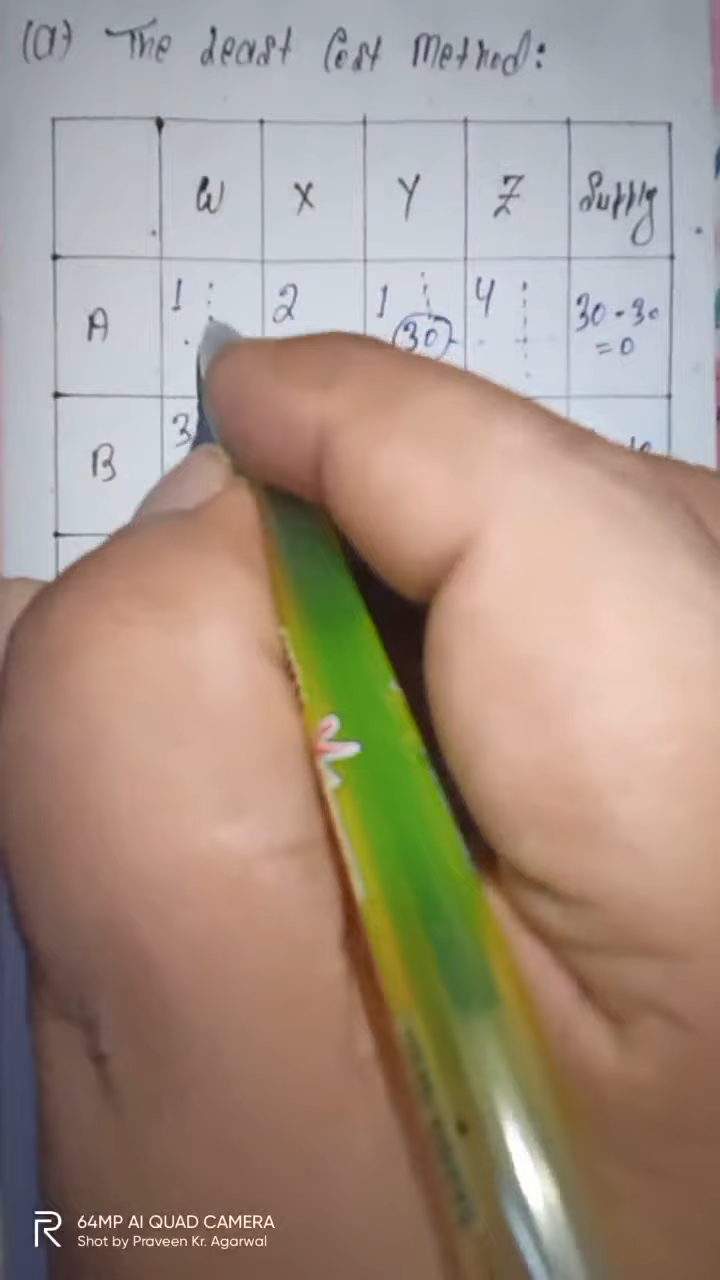 (a) The Least Cost Method:
W X Y Z Supply
A 1 2 1 30 4 30 - 30
= 0
B 3
64MP AI QUAD CAMERA
Shot by Praveen Kr. Agarwal